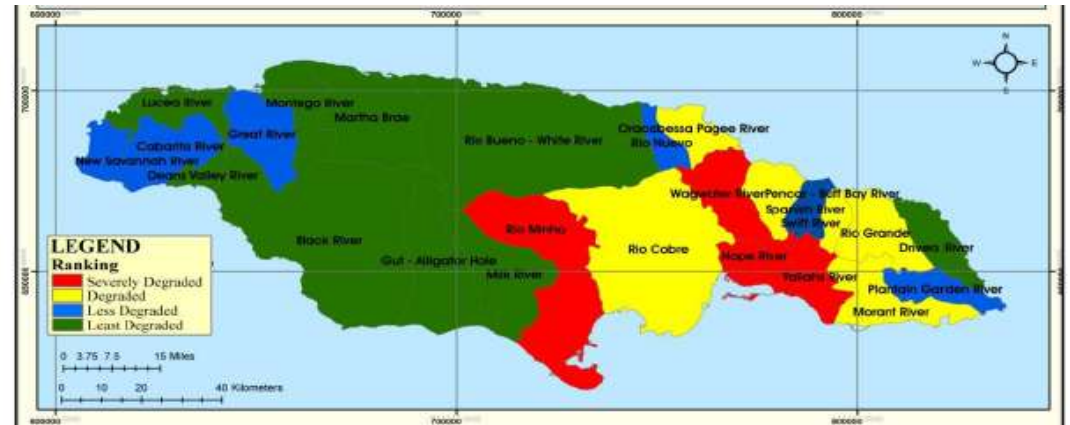 600000 700000 800000
N
W E
S
700000
Lucea River
Montego River
Martha Brae
Great River
Cabarita River
New Savannah River
Deans Valley River
Rio Bueno - White River
Oracabessa Pagee River
Rio Nuevo
Wagwater River
Pencar - Buff Bay River
Spanish River
Swift River
Rio Grande
Drivers River
Black River
Gut - Alligator Hole
Milk River
Rio Minho
Rio Cobre
Hope River
Yallahs River
Plantain Garden River
Morant River
650000
LEGEND
Ranking
Severely Degraded
Degraded
Less Degraded
Least Degraded
0 3.75 7.5 15 Miles
0 10 20 40 Kilometers
600000 700000 800000